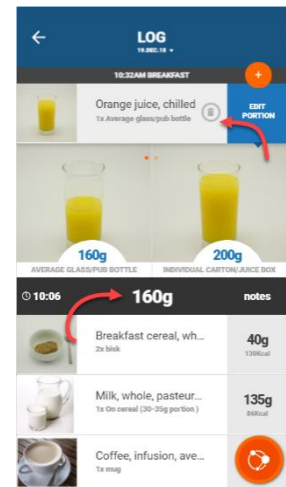 LOG
19.DEC.18
10:32AM BREAKFAST
+
Orange juice, chilled
1x Average glass/pub bottle
EDIT
PORTION
160g
200g
AVERAGE GLASS/PUB BOTTLE
INDIVIDUAL CARTON/JUICE BOX
10:06
160g
notes
Breakfast cereal, wh...
2x bisk
40g
130Kcal
Milk, whole, pasteur...
1x On cereal (30-35g portion )
135g
86Kcal
Coffee, infusion, ave...
1x mug